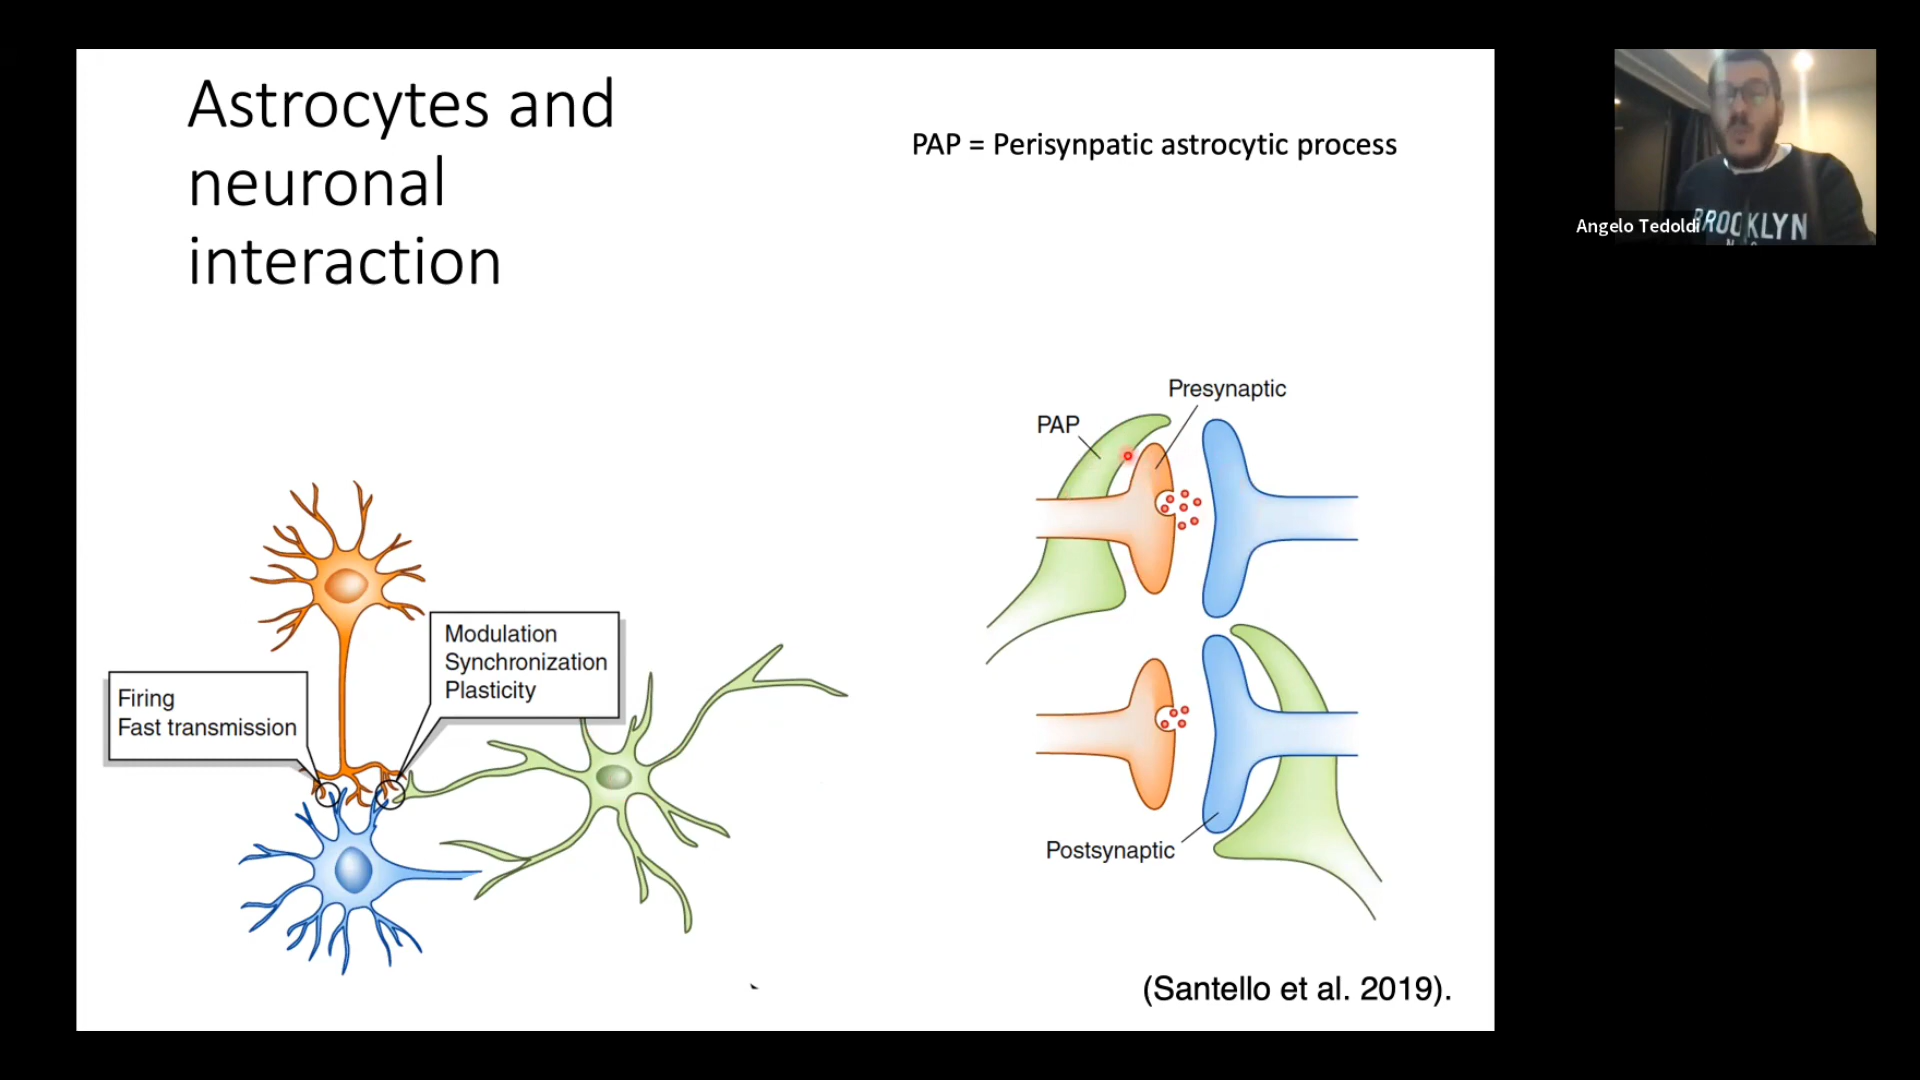 Astrocytes and
neuronal
interaction
PAP = Perisynpatic astrocytic process
Angelo Tedoldi
BROOKLYN
Presynaptic
PAP
Modulation
Synchronization
Plasticity
Firing
Fast transmission
Postsynaptic
(Santello et al. 2019).